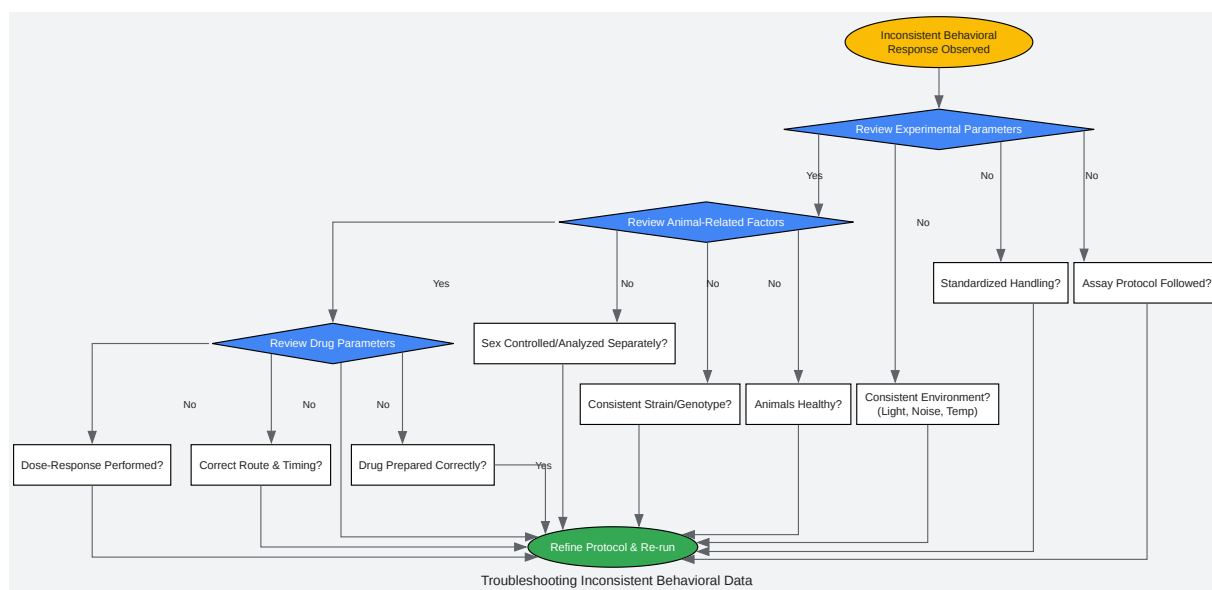 Inconsistent Behavioral
Response Observed
Review Experimental Parameters
Yes
No
No
No
Review Animal-Related Factors
Standardized Handling?
Assay Protocol Followed?
Yes
No
No
No
Review Drug Parameters
Sex Controlled/Analyzed Separately?
Consistent Strain/Genotype?
Animals Healthy?
Consistent Environment?
(Light, Noise, Temp)
No
No
No
Dose-Response Performed?
Correct Route & Timing?
Drug Prepared Correctly?
Yes
Refine Protocol & Re-run
Troubleshooting Inconsistent Behavioral Data